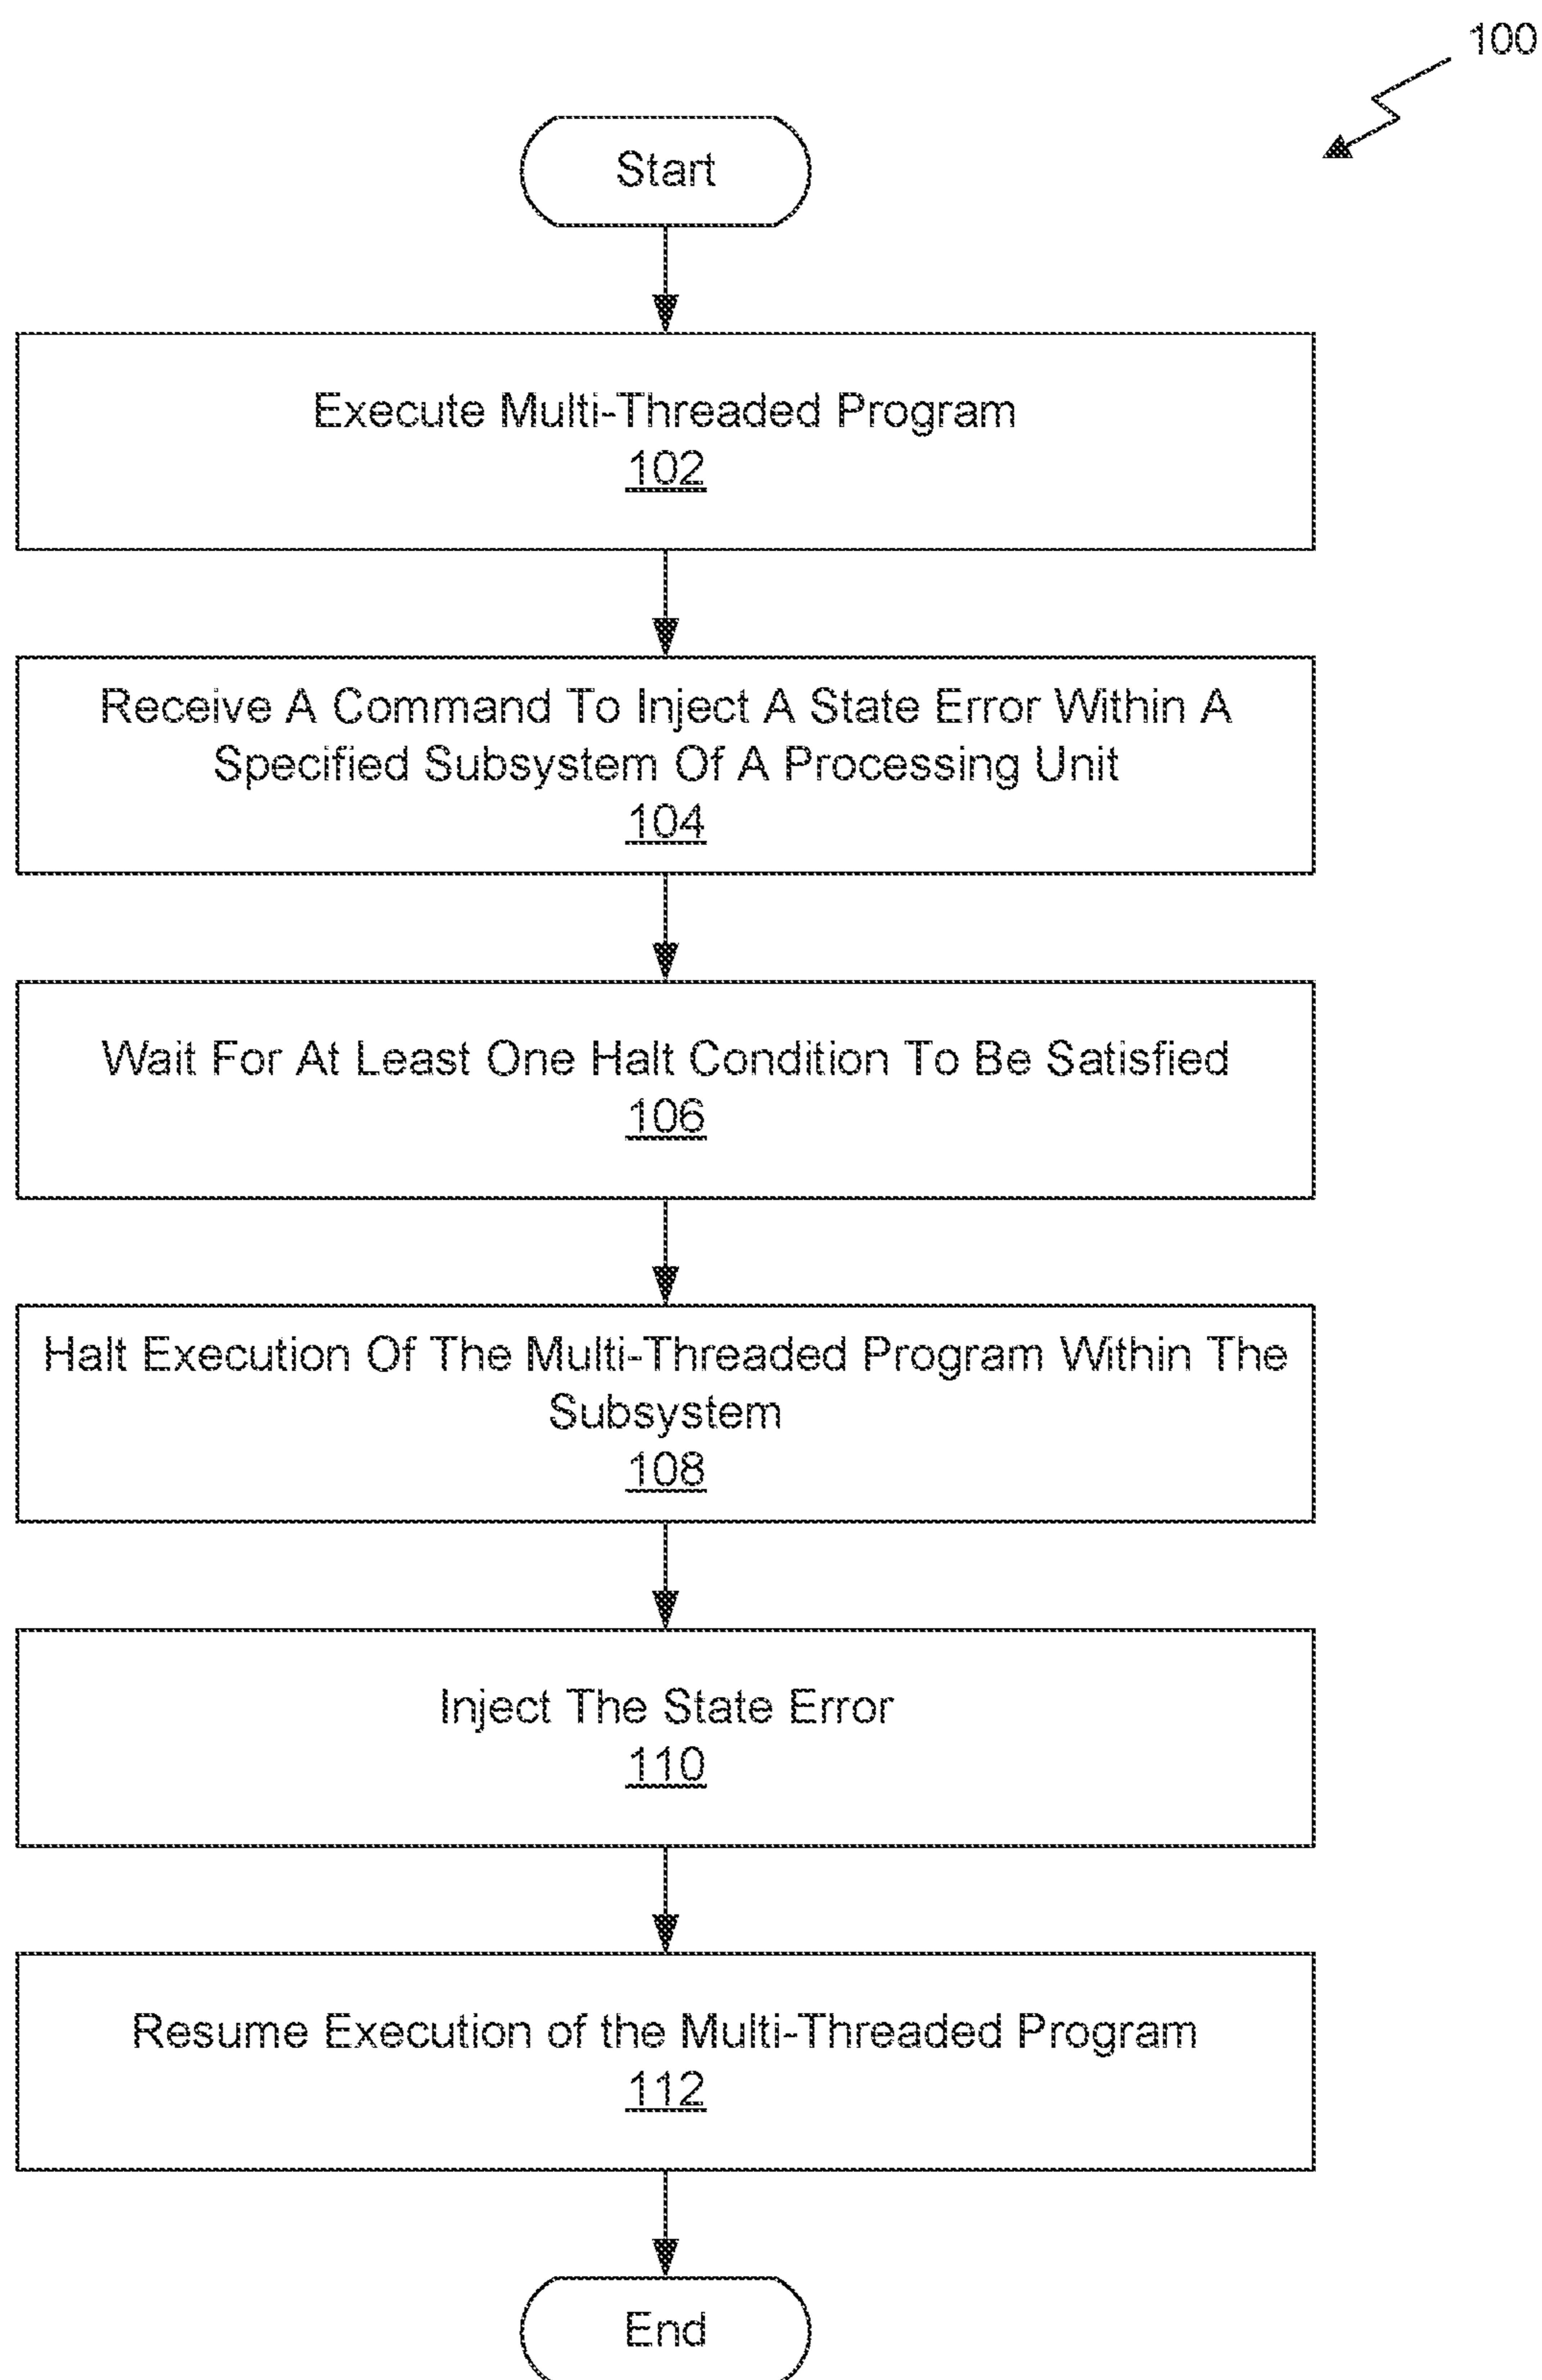 100
Start
Execute Multi-Threaded Program
102
Receive A Command To Inject A State Error Within A
Specified Subsystem Of A Processing Unit
104
Wait For At Least One Halt Condition To Be Satisfied
106
Halt Execution Of The Multi-Threaded Program Within The
Subsystem
108
Inject The State Error
110
Resume Execution of the Multi-Threaded Program
112
End